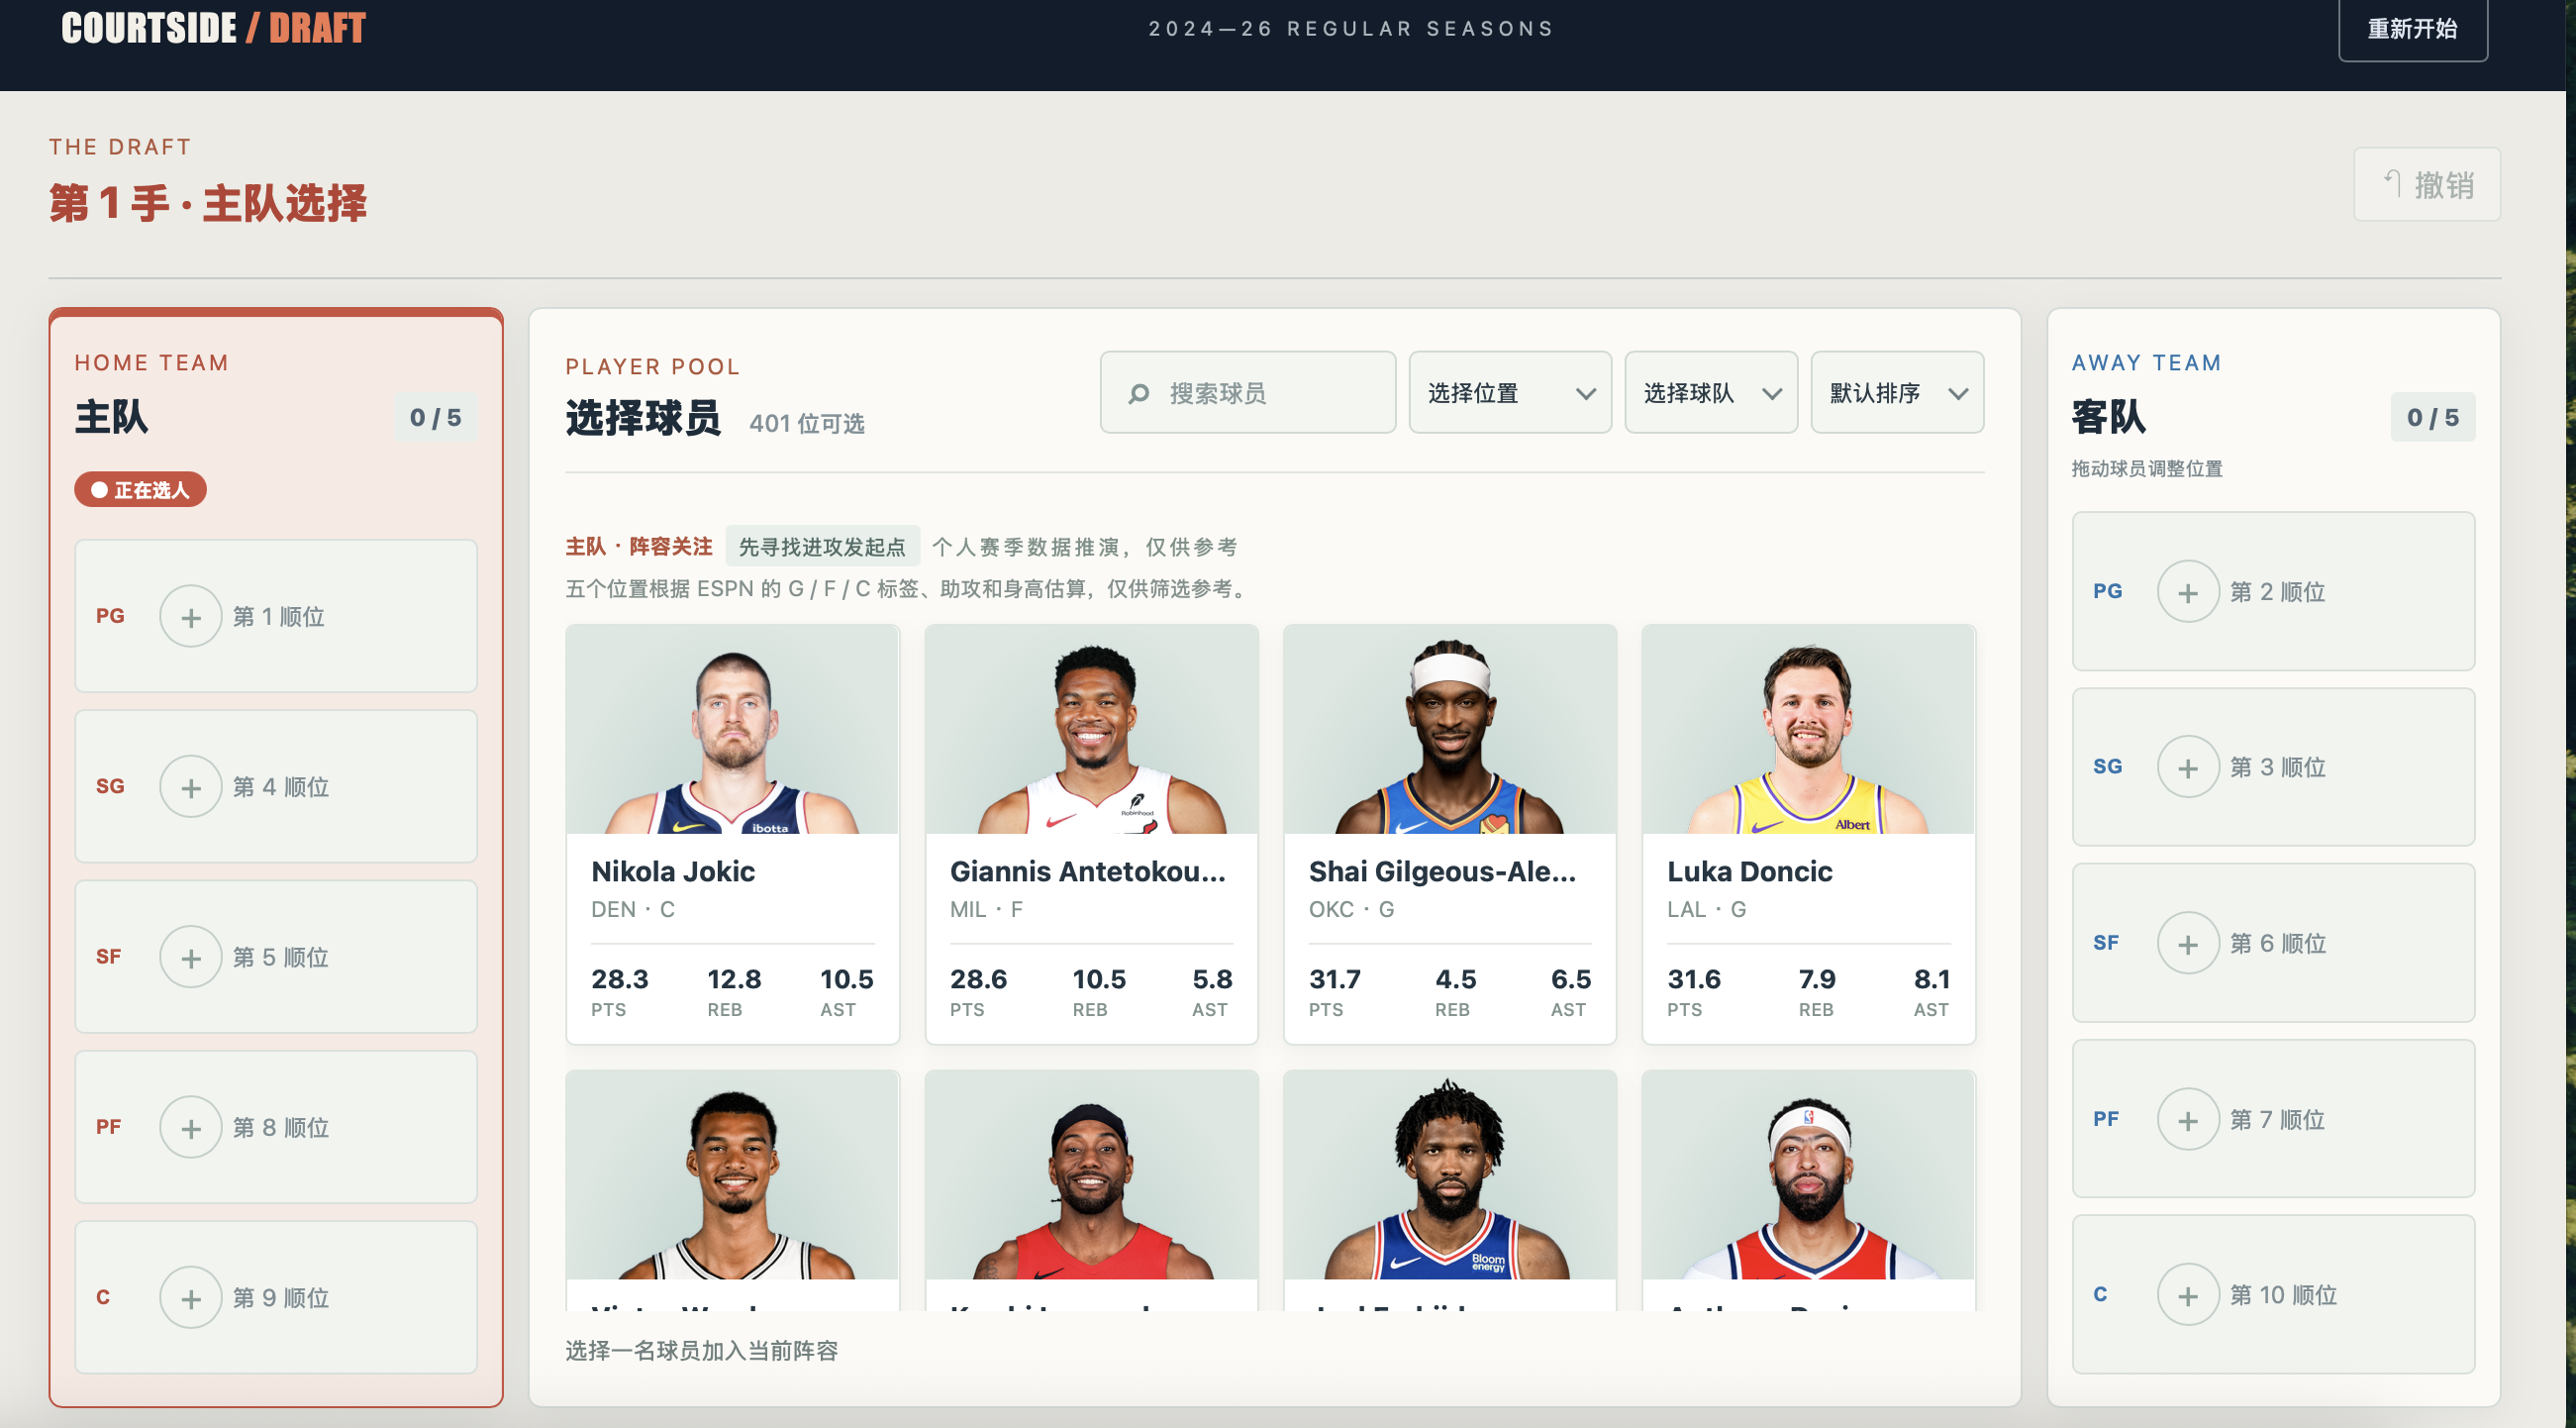 COURTSIDE / DRAFT
2024—26 REGULAR SEASONS
重新开始
THE DRAFT
第 1 手 · 主队选择
撤销
HOME TEAM
主队
0 / 5
正在选人
PG
第 1 顺位
SG
第 4 顺位
SF
第 5 顺位
PF
第 8 顺位
C
第 9 顺位
PLAYER POOL
选择球员 401 位可选
搜索球员
选择位置
选择球队
默认排序
主队 · 阵容关注 先寻找进攻发起点 个人赛季数据推演，仅供参考
五个位置根据 ESPN 的 G / F / C 标签、助攻和身高估算，仅供筛选参考。
ibotta
Nikola Jokic
DEN · C
28.3 12.8 10.5
PTS REB AST
Robinhood
Giannis Antetokou...
MIL · F
28.6 10.5 5.8
PTS REB AST
Shai Gilgeous-Ale...
OKC · G
31.7 4.5 6.5
PTS REB AST
Albert
Luka Doncic
LAL · G
31.6 7.9 8.1
PTS REB AST
Bloom
energy
选择一名球员加入当前阵容
AWAY TEAM
客队
0 / 5
拖动球员调整位置
PG
第 2 顺位
SG
第 3 顺位
SF
第 6 顺位
PF
第 7 顺位
C
第 10 顺位